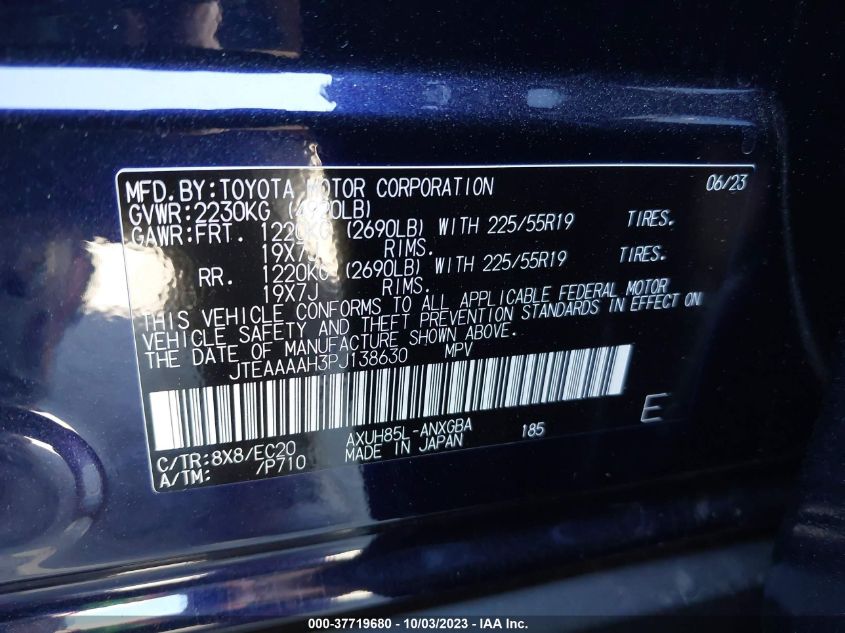 MFD.BY:TOYOTA MOTOR CORPORATION 06/23
GVWR:2230KG (4920LB)
GAWR:FRT. 1220KG (2690LB) WITH 225/55R19 TIRES.
19X7J RIMS.
RR. 1220KG (2690LB) WITH 225/55R19 TIRES.
19X7J RIMS.
THIS VEHICLE CONFORMS TO ALL APPLICABLE FEDERAL MOTOR
VEHICLE SAFETY AND THEFT PREVENTION STANDARDS IN EFFECT ON
THE DATE OF MANUFACTURE SHOWN ABOVE.
JTEAAAAH3PJ138630 MPV
E
C/TR:8X8/EC20 AXUH85L-ANXGBA 185
A/TM: /P710 MADE IN JAPAN
000-37719680 - 10/03/2023 - IAA Inc.